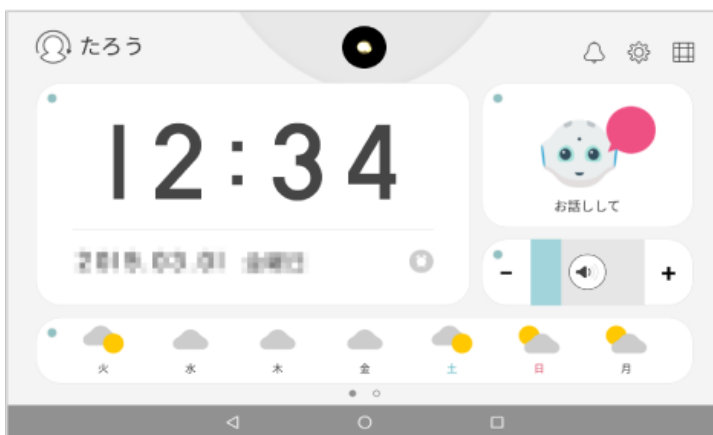 たろう
12:34
お話しして
- +
火 水 木 金 土 日 月